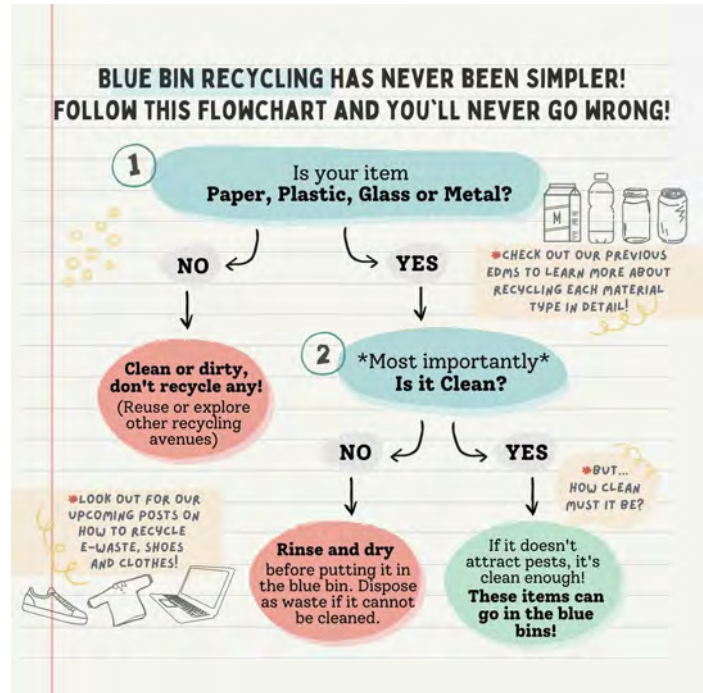 BLUE BIN RECYCLING HAS NEVER BEEN SIMPLER!
FOLLOW THIS FLOWCHART AND YOU'LL NEVER GO WRONG!
1
Is your item
Paper, Plastic, Glass or Metal?
M
NO
YES
*CHECK OUT OUR PREVIOUS
EDMS TO LEARN MORE ABOUT
RECYCLING EACH MATERIAL
TYPE IN DETAIL!
Clean or dirty,
don't recycle any!
(Reuse or explore
other recycling
avenues)
2
*Most importantly*
Is it Clean?
NO
YES
*LOOK OUT FOR OUR
UPCOMING POSTS ON
HOW TO RECYCLE
E-WASTE, SHOES
AND CLOTHES!
*BUT...
HOW CLEAN
MUST IT BE?
Rinse and dry
before putting it in
the blue bin. Dispose
as waste if it cannot
be cleaned.
If it doesn't
attract pests, it's
clean enough!
These items can
go in the blue
bins!